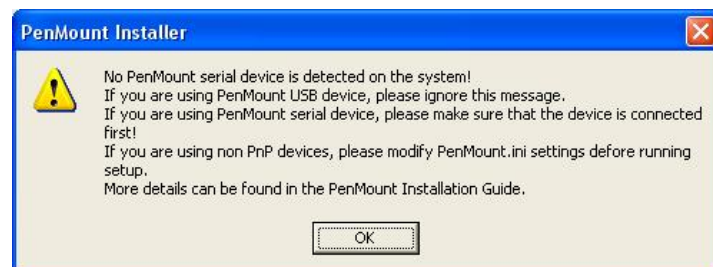 PenMount Installer
No PenMount serial device is detected on the system!
If you are using PenMount USB device, please ignore this message.
If you are using PenMount serial device, please make sure that the device is connected
first!
If you are using non PnP devices, please modify PenMount.ini settings defore running
setup.
More details can be found in the PenMount Installation Guide.
OK